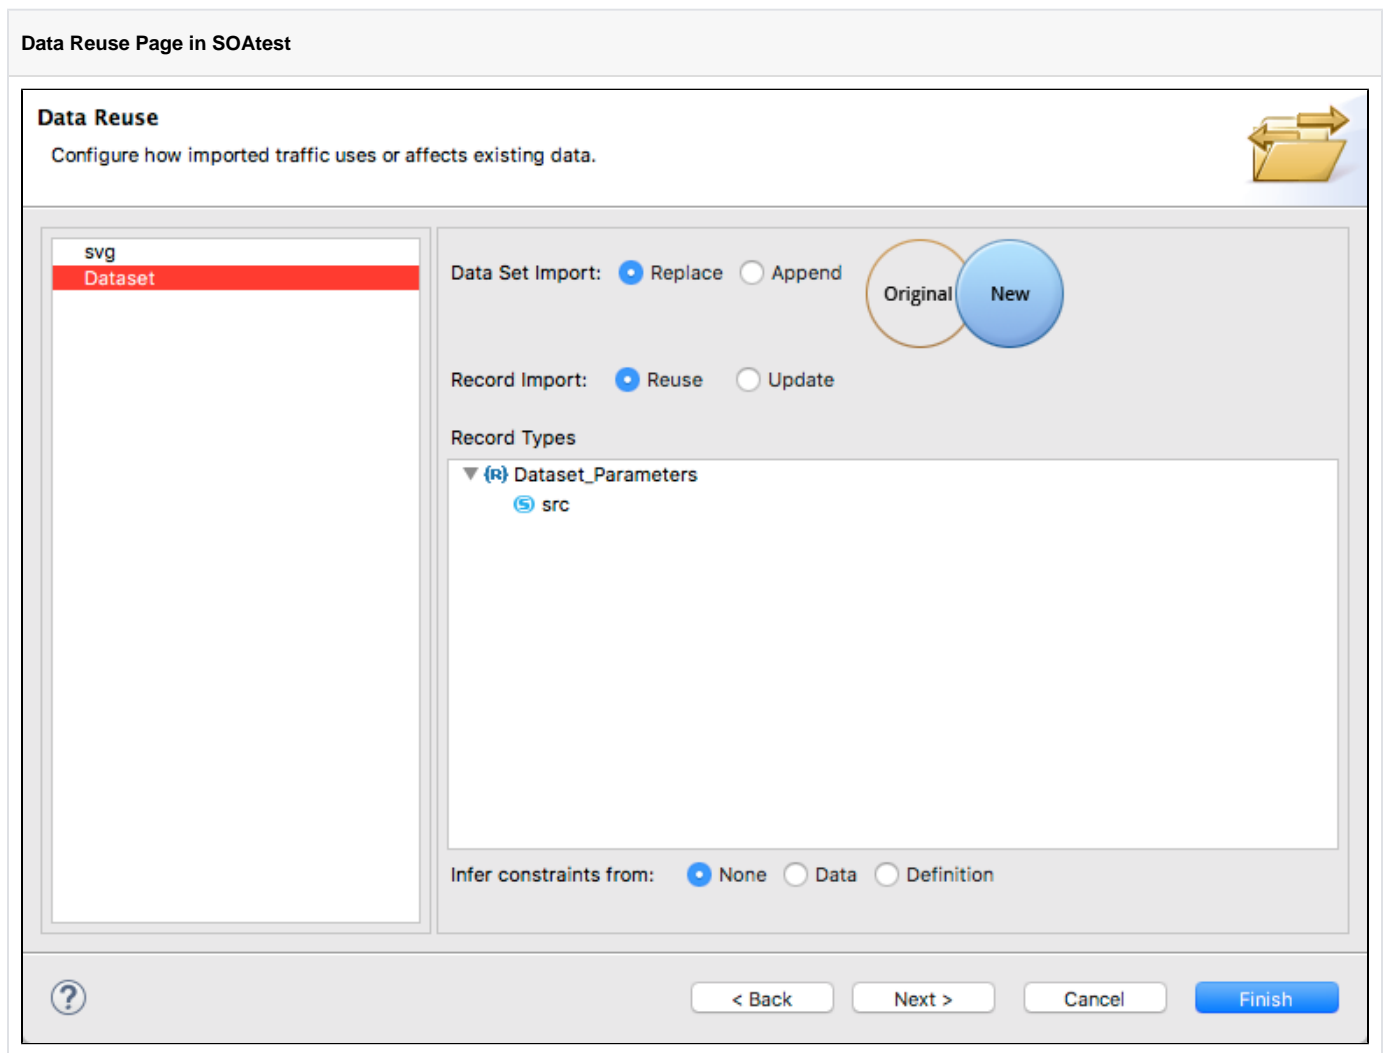 Data Reuse Page in SOAtest
Data Reuse
Configure how imported traffic uses or affects existing data.
svg
Dataset
Data Set Import: Replace Append
Original New
Record Import: Reuse Update
Record Types
{R} Dataset_Parameters
S src
Infer constraints from: None Data Definition
? < Back Next > Cancel Finish